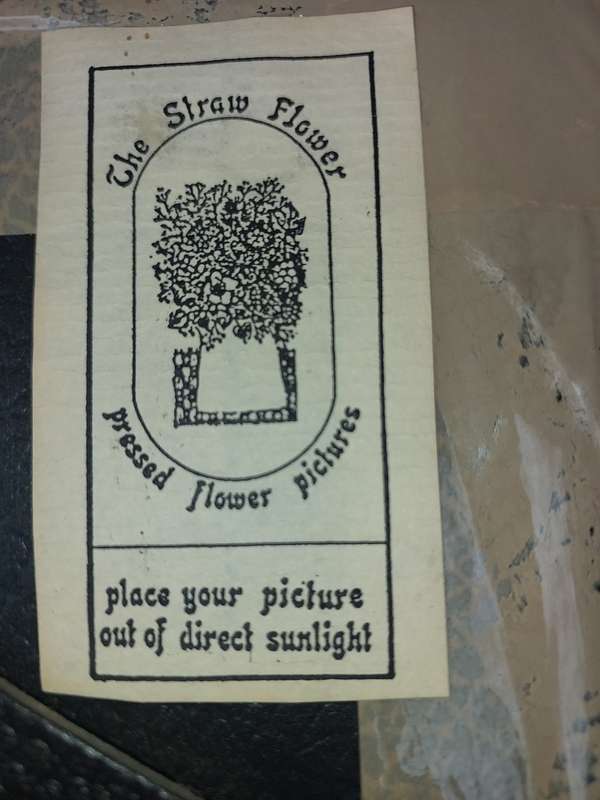 The Straw Flower
pressed flower pictures
place your picture
out of direct sunlight